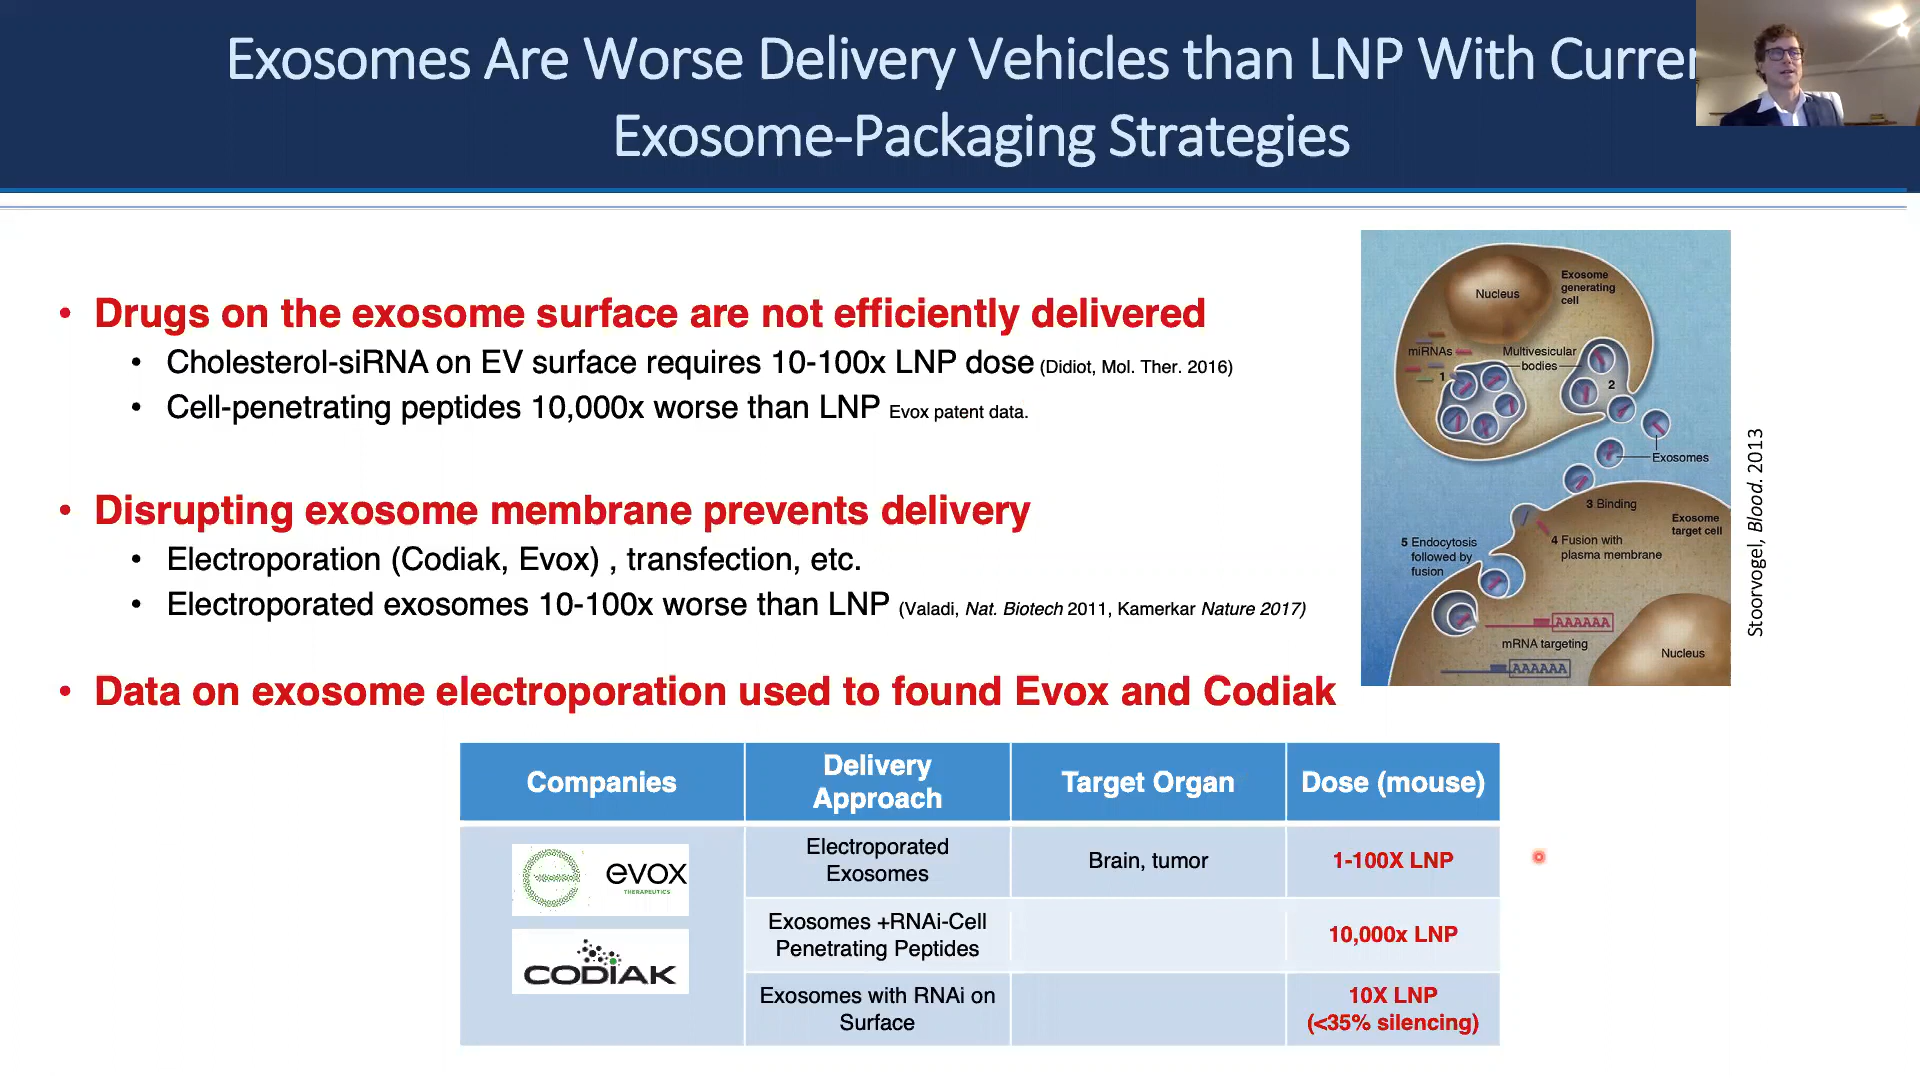 Exosomes Are Worse Delivery Vehicles than LNP With Curren
Exosome-Packaging Strategies
• Drugs on the exosome surface are not efficiently delivered
• Cholesterol-siRNA on EV surface requires 10-100x LNP dose (Didiot, Mol. Ther. 2016)
• Cell-penetrating peptides 10,000x worse than LNP Evox patent data.
• Disrupting exosome membrane prevents delivery
• Electroporation (Codiak, Evox) , transfection, etc.
• Electroporated exosomes 10-100x worse than LNP (Valadi, Nat. Biotech 2011, Kamerkar Nature 2017)
• Data on exosome electroporation used to found Evox and Codiak
Exosome
generating
cell
Nucleus
miRNAs
Multivesicular
bodies
1
2
Exosomes
3 Binding
Exosome
target cell
4 Fusion with
plasma membrane
5 Endocytosis
followed by
fusion
AAAAAA
mRNA targeting
AAAAAA
Nucleus
Stoorvogel, Blood. 2013
Companies
Delivery
Approach
Target Organ
Dose (mouse)
evox
THERAPEUTICS
CODIAK
Electroporated
Exosomes
Brain, tumor
1-100X LNP
Exosomes +RNAi-Cell
Penetrating Peptides
10,000x LNP
Exosomes with RNAi on
Surface
10X LNP
(<35% silencing)